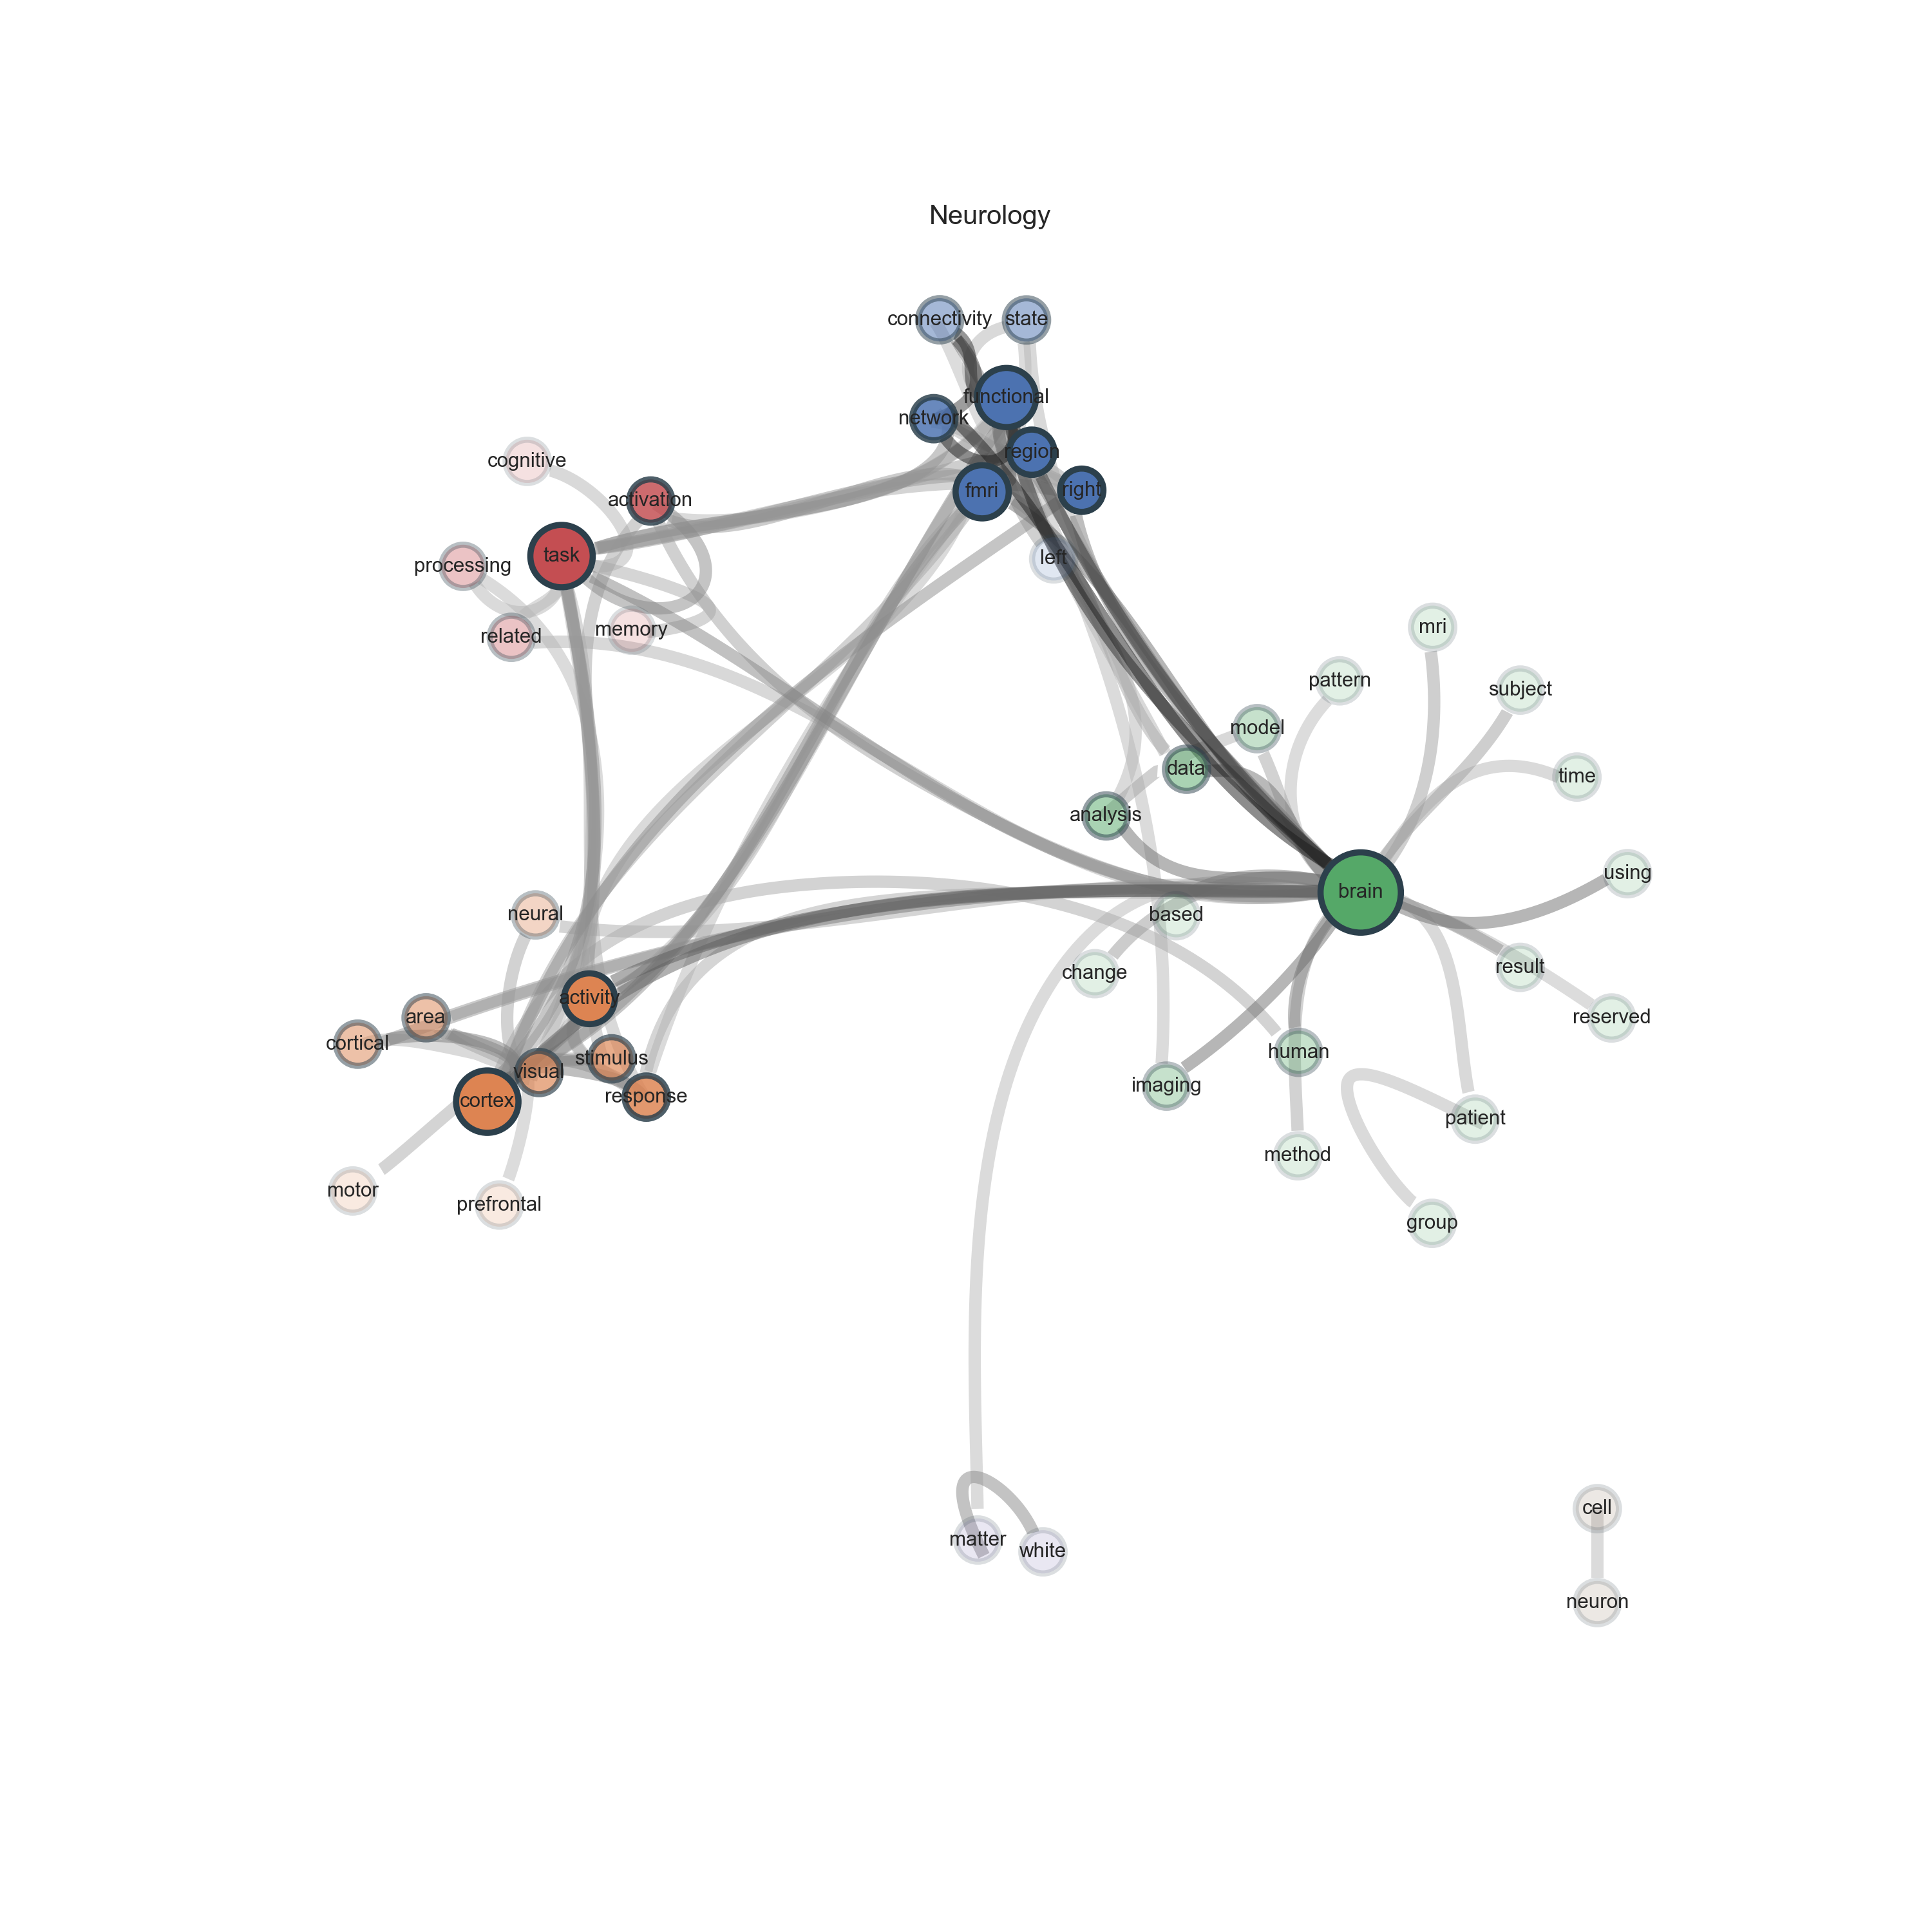 Neurology
connectivity
state
functional
network
region
cognitive
activation
fmri
right
task
left
processing
mri
related
memory
pattern
subject
model
data
time
analysis
using
brain
neural
based
result
change
activity
area
reserved
cortical
human
stimulus
visual
imaging
response
cortex
patient
method
motor
prefrontal
group
cell
matter
white
neuron